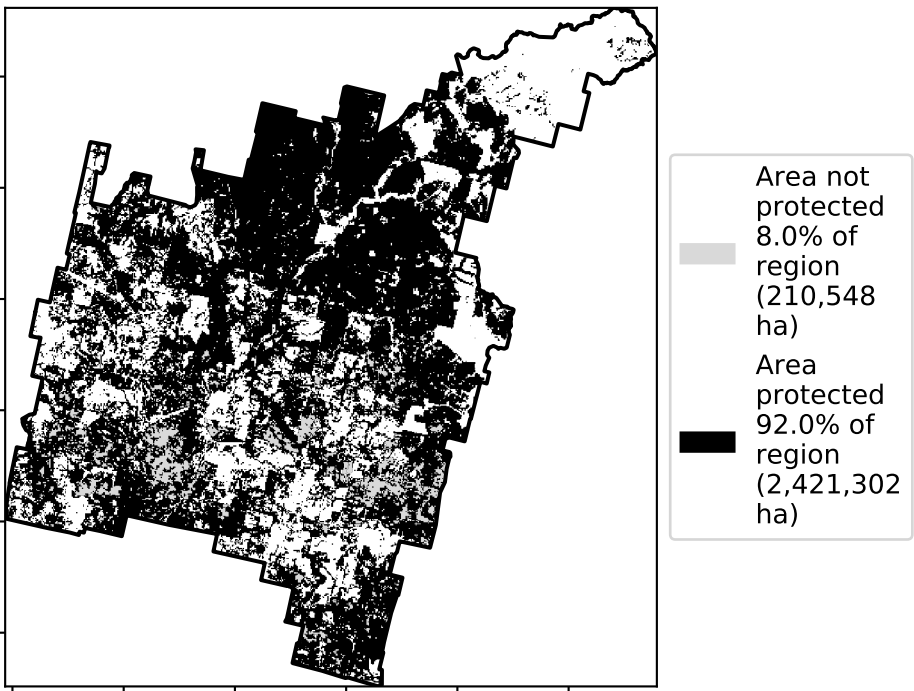 Area not
protected
8.0% of
region
(210,548
ha)
Area
protected
92.0% of
region
(2,421,302
ha)